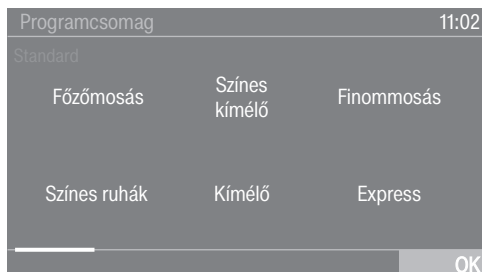 Programcsomag 11:02
Standard
Főzőmosás Színes kímélő Finommosás
Színes ruhák Kímélő Express
OK